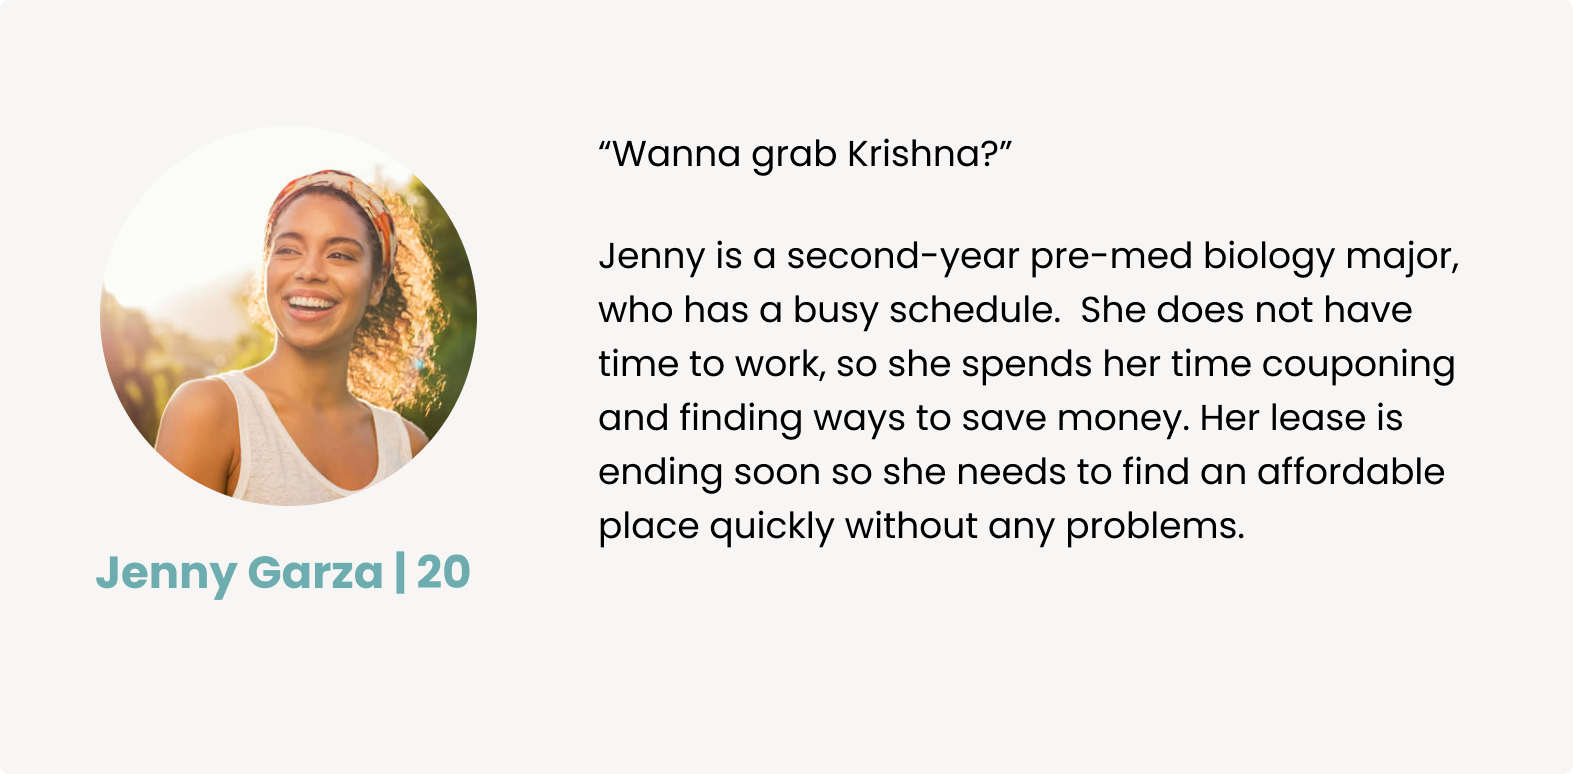 “Wanna grab Krishna?”
Jenny is a second-year pre-med biology major,
who has a busy schedule.  She does not have
time to work, so she spends her time couponing
and finding ways to save money. Her lease is
ending soon so she needs to find an affordable
place quickly without any problems.
Jenny Garza | 20